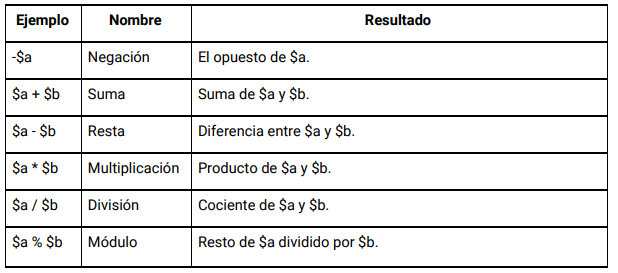 Ejemplo Nombre Resultado
-$a Negación El opuesto de $a.
$a + $b Suma Suma de $a y $b.
$a - $b Resta Diferencia entre $a y $b.
$a * $b Multiplicación Producto de $a y $b.
$a / $b División Cociente de $a y $b.
$a % $b Módulo Resto de $a dividido por $b.